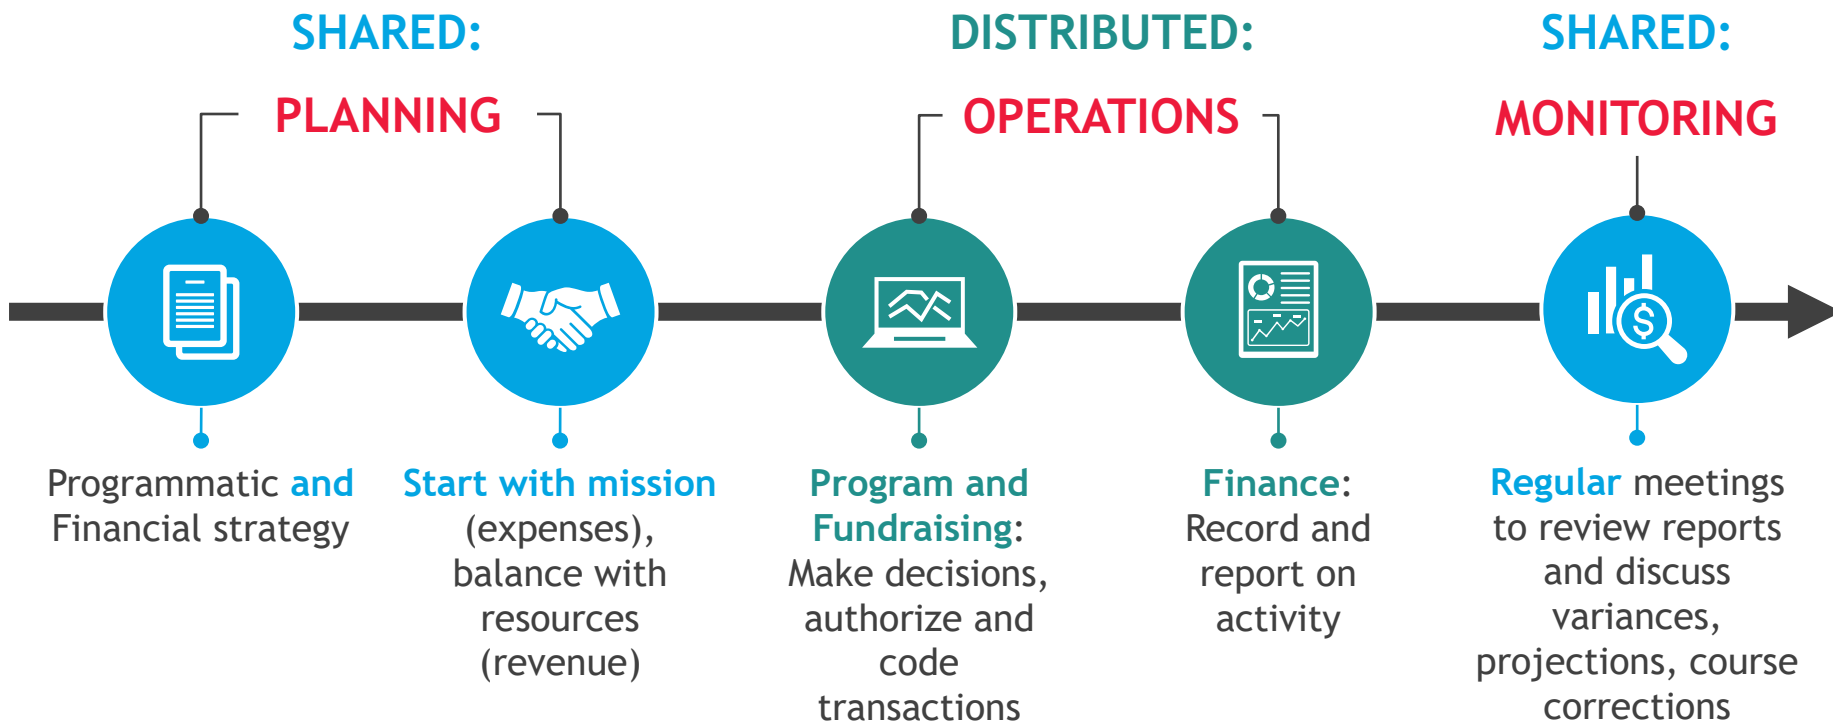 SHARED:
DISTRIBUTED:
SHARED:
PLANNING
OPERATIONS
MONITORING
$
Programmatic and
Financial strategy
Start with mission
(expenses),
balance with
resources
(revenue)
Program and
Fundraising:
Make decisions,
authorize and
code
transactions
Finance:
Record and
report on
activity
Regular meetings
to review reports
and discuss
variances,
projections, course
corrections